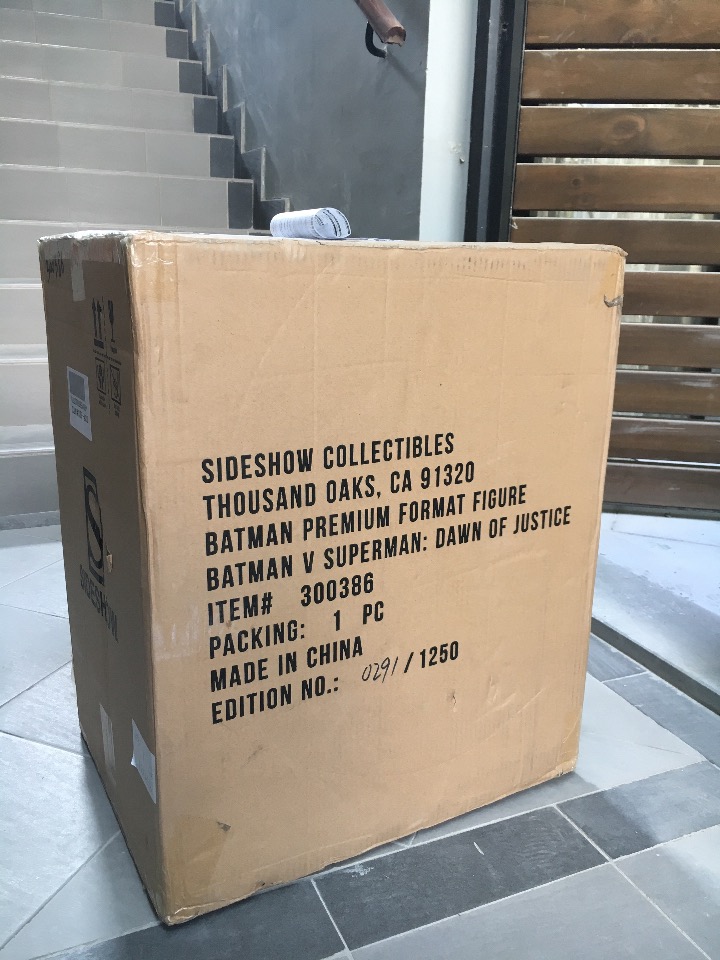 SIDESHOW COLLECTIBLES
THOUSAND OAKS, CA 91320
BATMAN PREMIUM FORMAT FIGURE
BATMAN V SUPERMAN: DAWN OF JUSTICE
ITEM# 300386
PACKING: 1 PC
MADE IN CHINA
EDITION NO.: 0291 / 1250
S
SIDESHOW